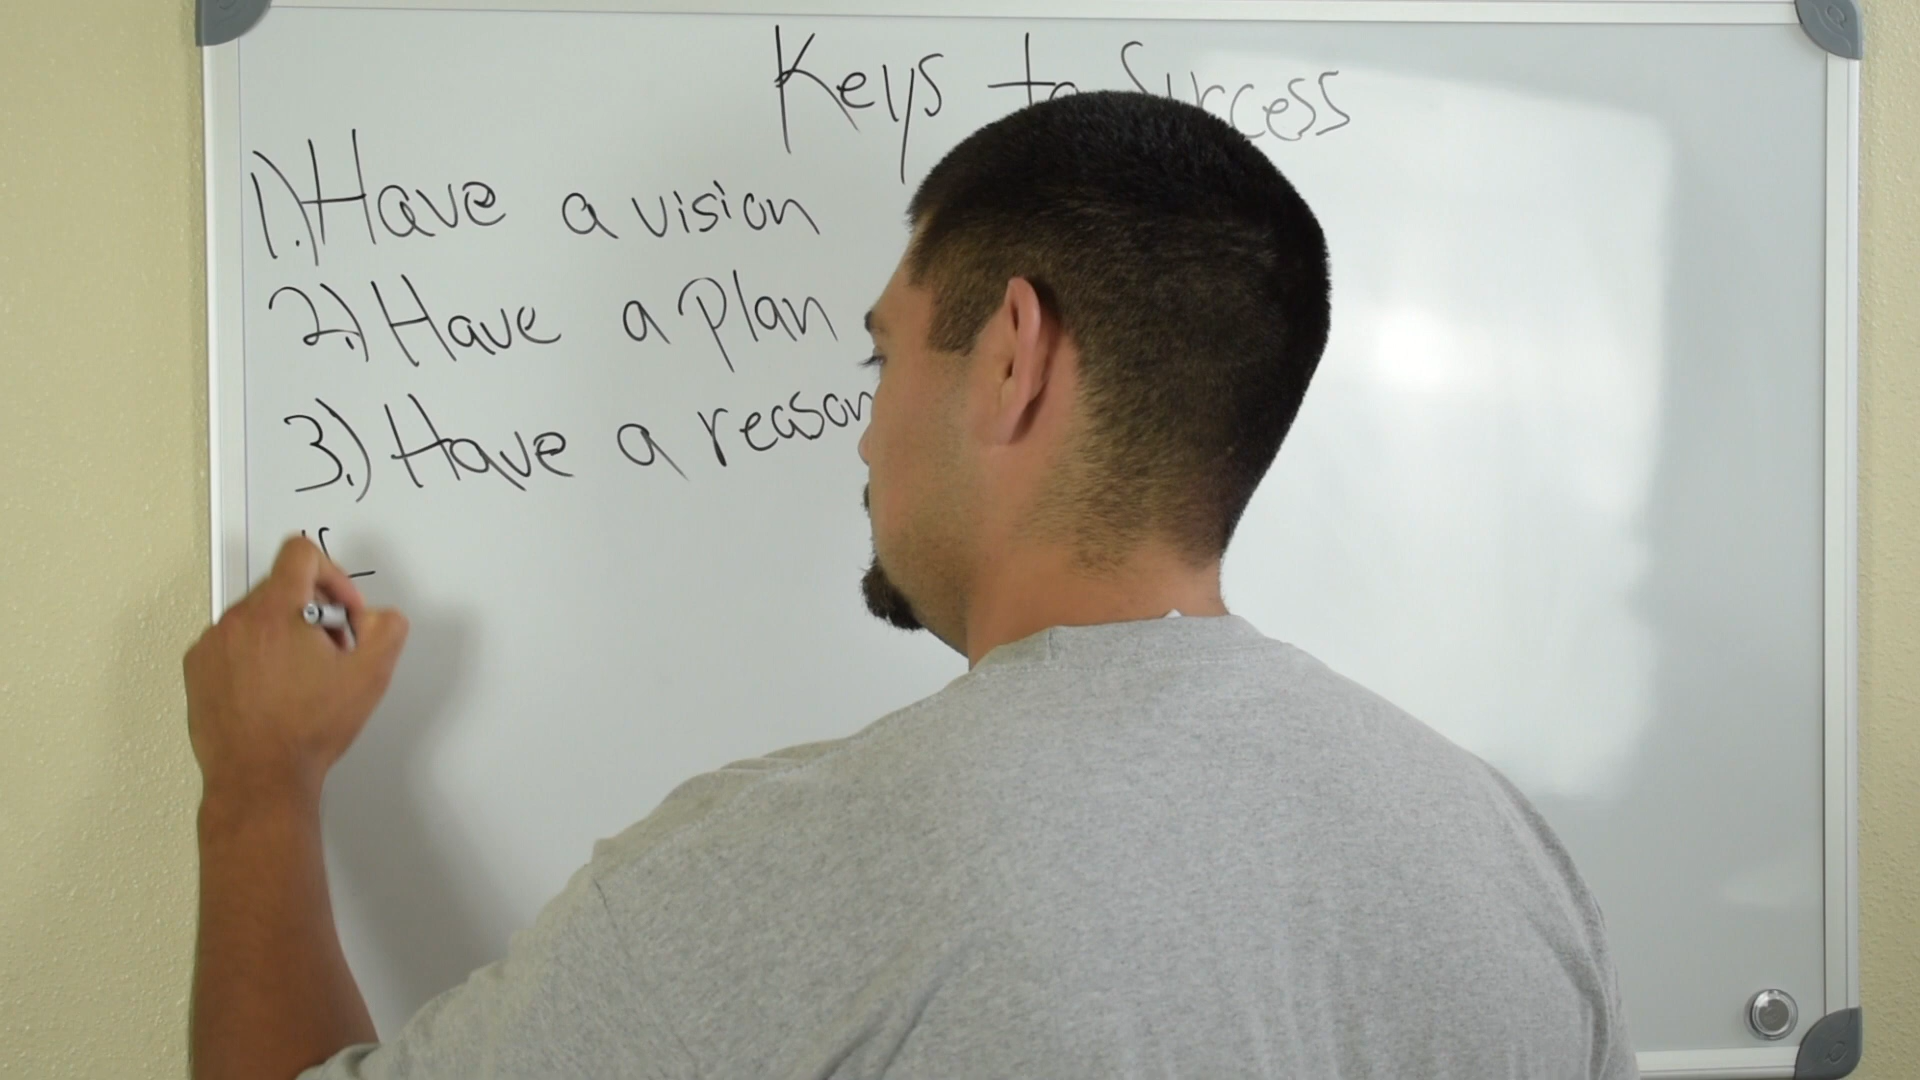 Keys to Success
1.) Have a vision
2.) Have a plan
3.) Have a reason